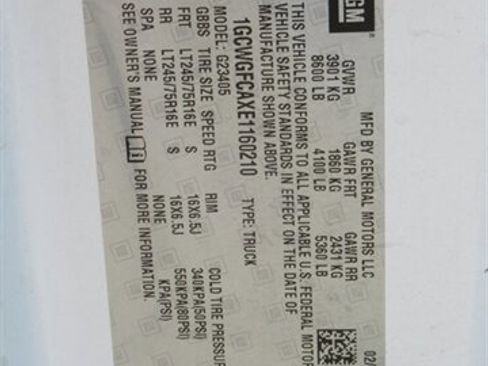 GM
MFD BY GENERAL MOTORS LLC 02/
GVWR GAWR FRT GAWR RR
3901 KG 1860 KG 2431 KG
8600 LB 4100 LB 5360 LB
THIS VEHICLE CONFORMS TO ALL APPLICABLE U.S. FEDERAL MOTOR
VEHICLE SAFETY STANDARDS IN EFFECT ON THE DATE OF
MANUFACTURE SHOWN ABOVE.
1GCWGFCAXE1160210 TYPE: TRUCK
MODEL: G23405
GBBS TIRE SIZE SPEED RTG RIM COLD TIRE PRESSUR
FRT LT245/75R16E S 16X6.5J 340KPA(50PSI)
RR LT245/75R16E S 16X6.5J 550KPA(80PSI)
SPA NONE NONE KPA(PSI)
SEE OWNER'S MANUAL FOR MORE INFORMATION.